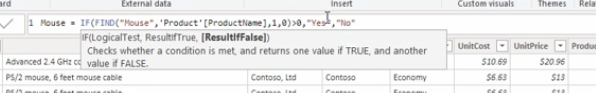 External data Insert Custom visuals Themes
1 Mouse = IF(FIND("Mouse",'Product'[ProductName],1,0)>0,"Yes","No"
IF(LogicalTest, ResultIfTrue, [ResultIfFalse])
Checks whether a condition is met, and returns one value if TRUE, and another
value if FALSE.
UnitCost UnitPrice
Advanced 2.4 GHz $10.69 $20.96
PS/2 mouse, 6 feet mouse cable Contoso, Ltd Contoso Economy $6.63 $13
PS/2 mouse, 6 feet mouse cable Contoso, Ltd Contoso Economy $6.63 $13